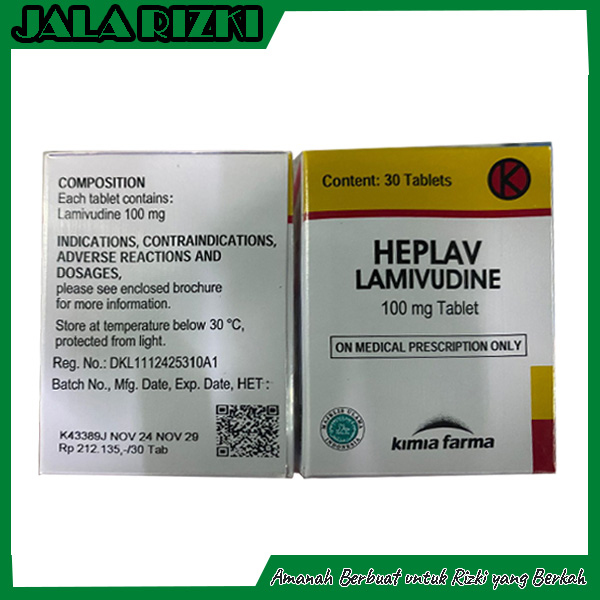 JALA RIZKI
COMPOSITION
Each tablet contains:
Lamivudine 100 mg
INDICATIONS, CONTRAINDICATIONS,
ADVERSE REACTIONS AND
DOSAGES,
please see enclosed brochure
for more information.
Store at temperature below 30 °C,
protected from light.
Reg. No.: DKL1112425310A1
Batch No., Mfg. Date, Exp. Date, HET :
K43389J NOV 24 NOV 29
Rp 212.135,-/30 Tab
Content: 30 Tablets
K
HEPLAV
LAMIVUDINE
100 mg Tablet
ON MEDICAL PRESCRIPTION ONLY
MAJELIS ULAMA
INDONESIA
kimia farma
Amanah Berbuat untuk Rizki yang Berkah